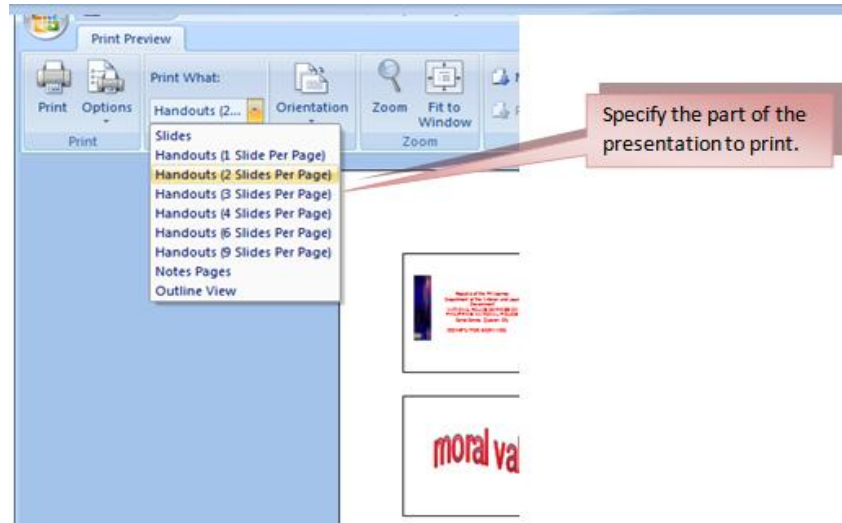 Print Preview
Print What:
Handouts (2...
Print
Options
Orientation
Zoom
Fit to
Window
Print
Zoom
Slides
Handouts (1 Slide Per Page)
Handouts (2 Slides Per Page)
Handouts (3 Slides Per Page)
Handouts (4 Slides Per Page)
Handouts (6 Slides Per Page)
Handouts (9 Slides Per Page)
Notes Pages
Outline View
Specify the part of the
presentation to print.
moral va